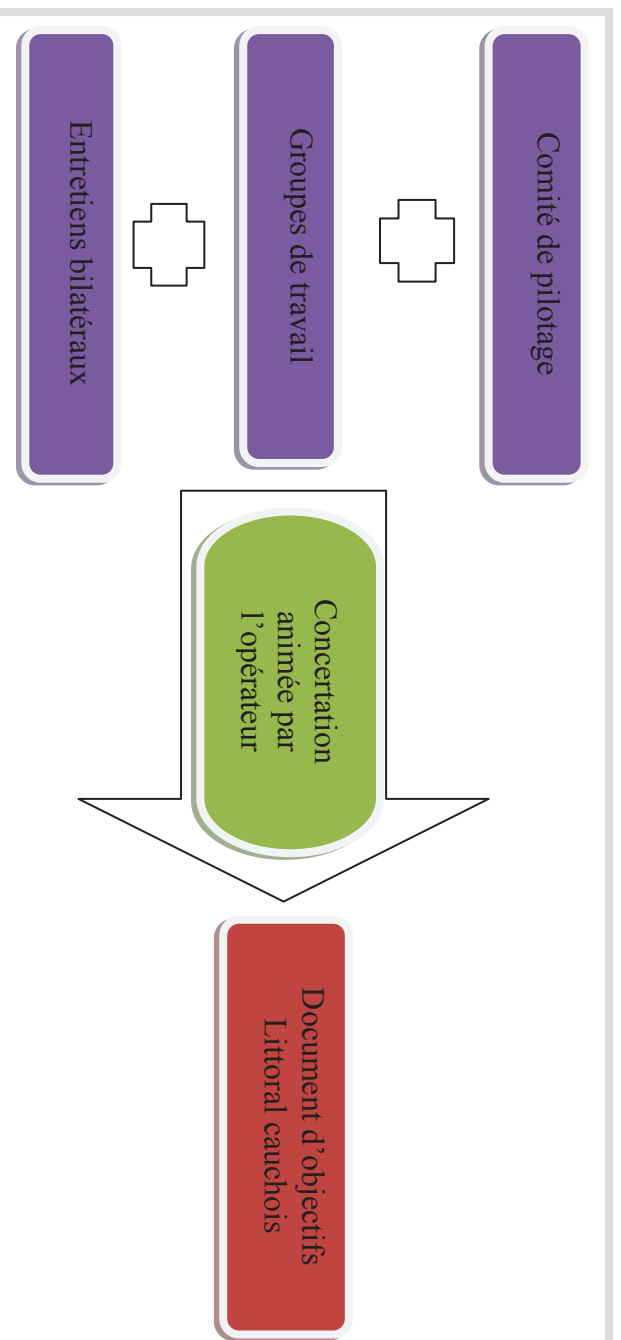 Comité de pilotage
Groupes de travail
Entretiens bilatéraux
Concertation
animée par
l'opérateur
Document d'objectifs
Littoral cauchois